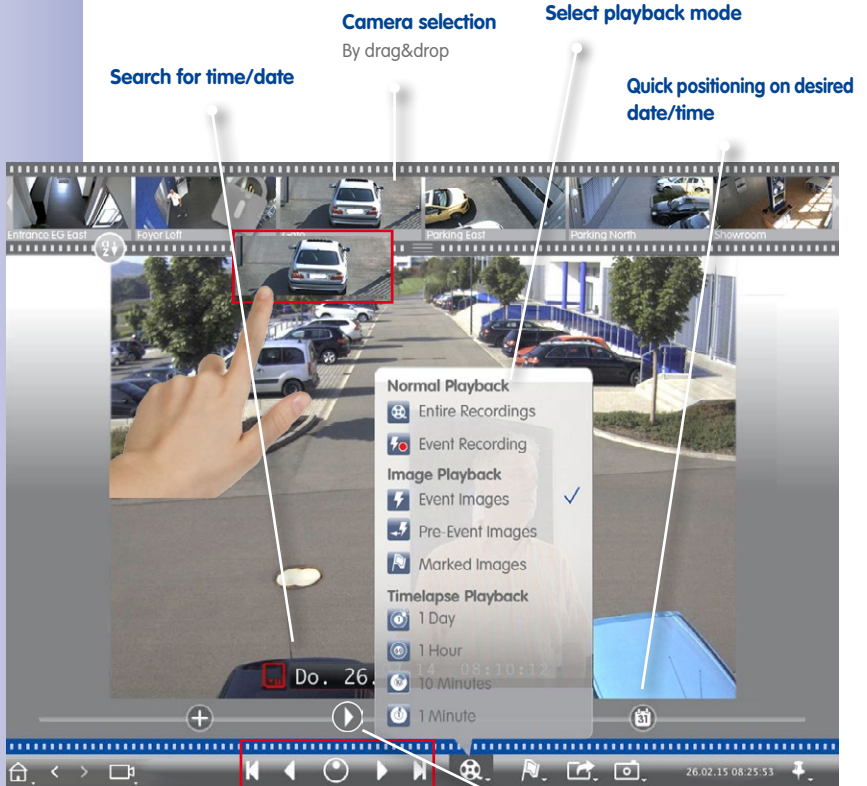 Select playback mode
Camera selection
By drag&drop
Search for time/date
Quick positioning on desired
date/time
Entrance EG East
Foyer Left
Parking East
Parking North
Showroom
Normal Playback
Entire Recordings
Event Recording
Image Playback
Event Images
Pre-Event Images
Marked Images
Timelapse Playback
1 Day
1 Hour
Do. 26. 14 08:10:12
10 Minutes
1 Minute
31
26.02.15 08:25:53